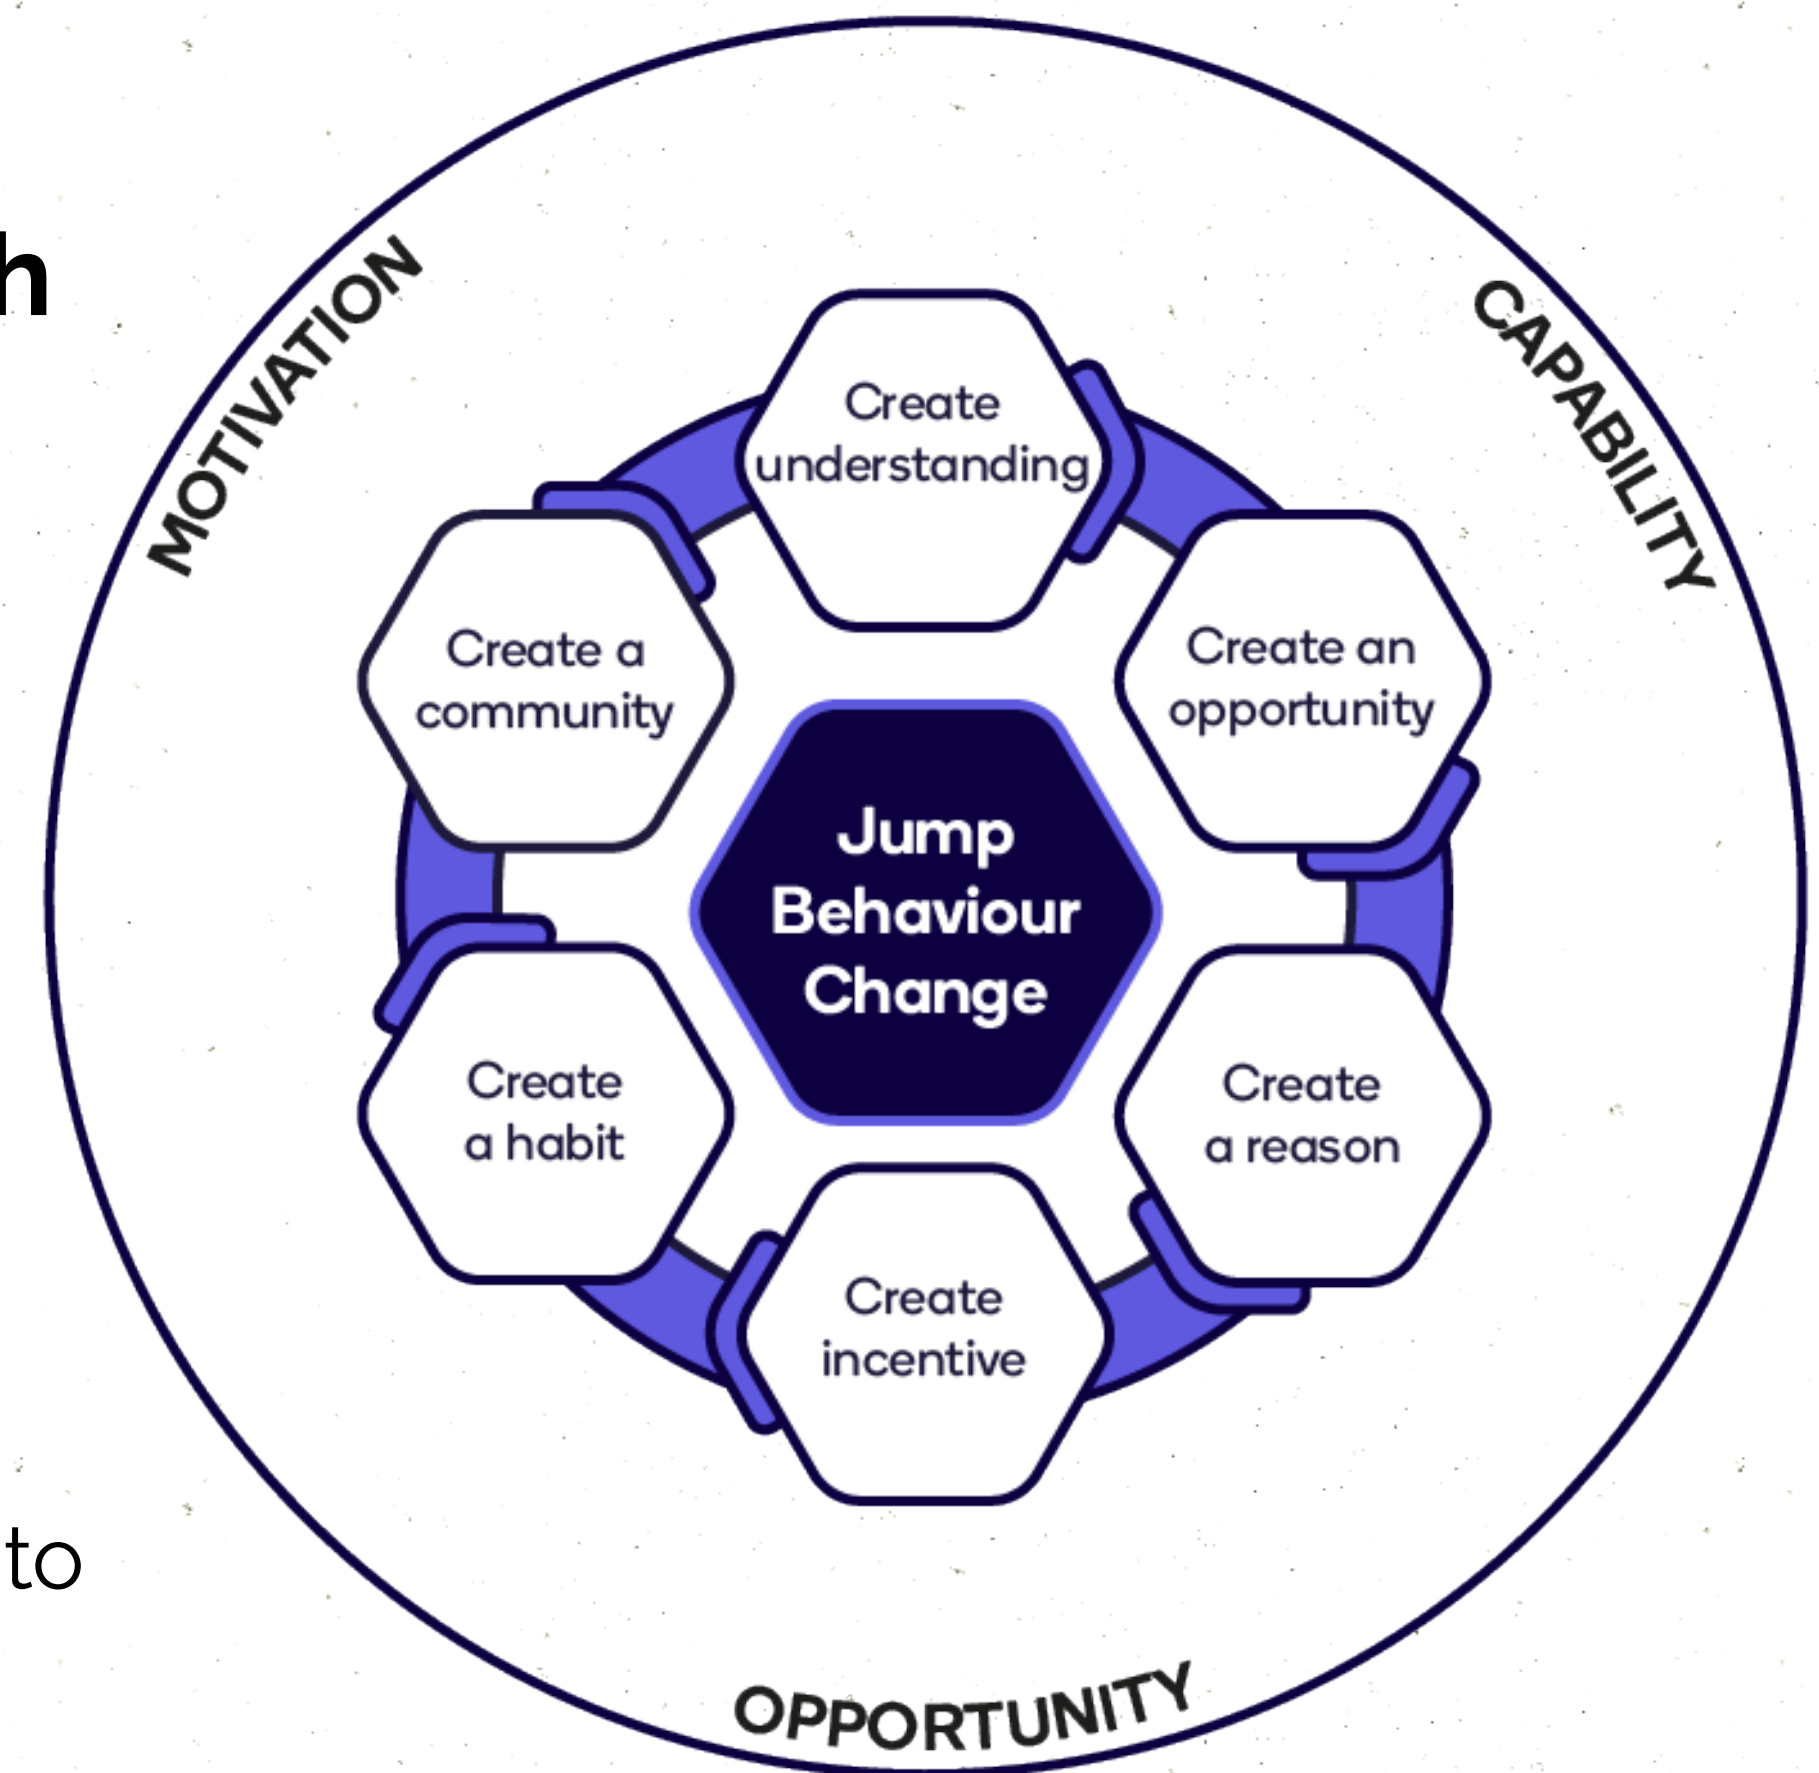 h
MOTIVATION
CAPABILITY
Create
understanding
Create a
community
Create an
opportunity
Jump
Behaviour
Change
Create
a habit
Create
a reason
Create
incentive
to
OPPORTUNITY